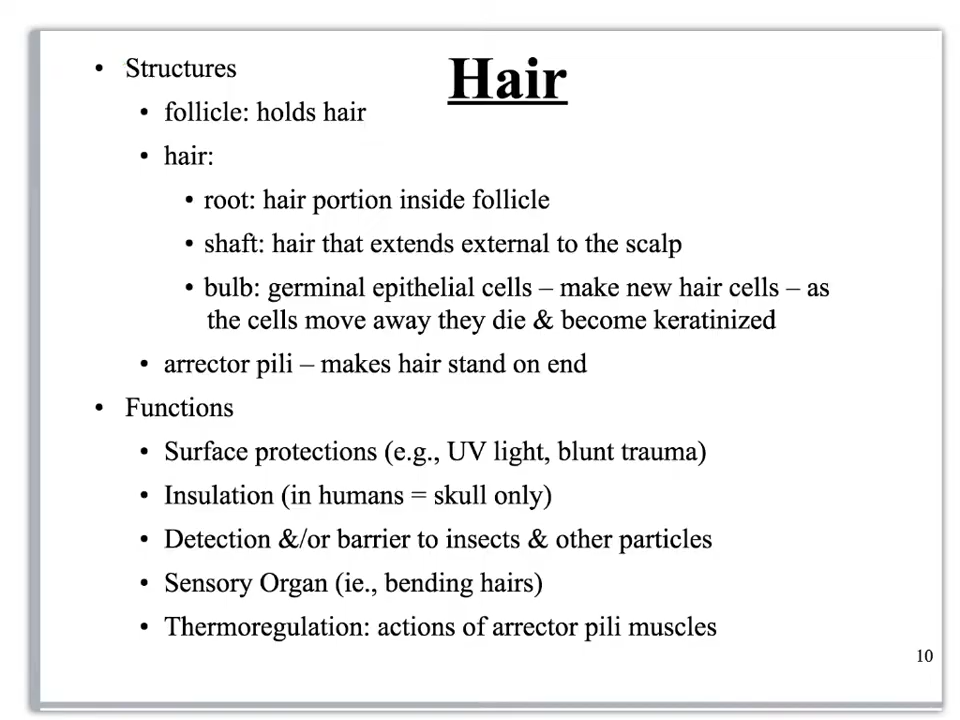 Hair
• Structures
• follicle: holds hair
• hair:
• root: hair portion inside follicle
• shaft: hair that extends external to the scalp
• bulb: germinal epithelial cells – make new hair cells – as
the cells move away they die & become keratinized
• arrector pili – makes hair stand on end
• Functions
• Surface protections (e.g., UV light, blunt trauma)
• Insulation (in humans = skull only)
• Detection &/or barrier to insects & other particles
• Sensory Organ (ie., bending hairs)
• Thermoregulation: actions of arrector pili muscles
10